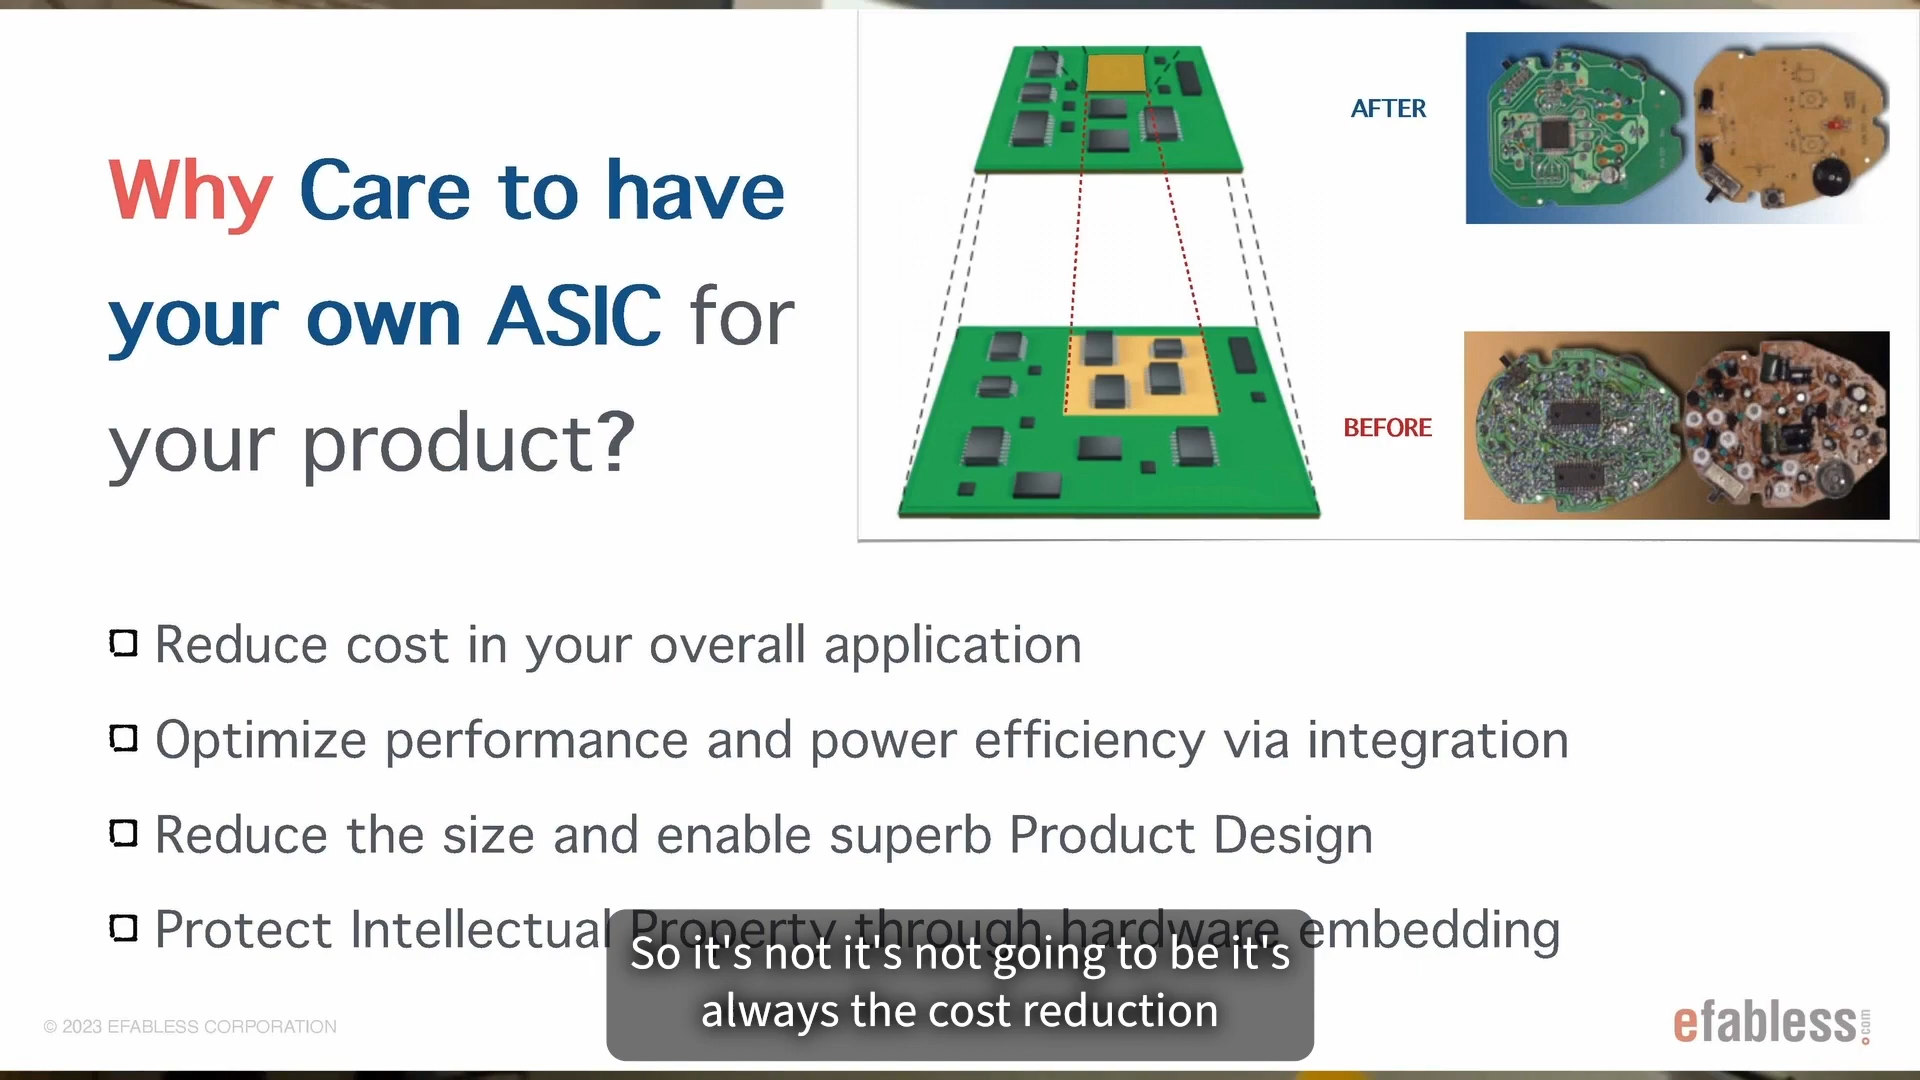 Why Care to have
your own ASIC for
your product?
AFTER
BEFORE
Reduce cost in your overall application
Optimize performance and power efficiency via integration
Reduce the size and enable superb Product Design
Protect Intellectual Property through hardware embedding
So it's not it's not going to be it's
always the cost reduction
© 2023 EFABLESS CORPORATION
efabless.com